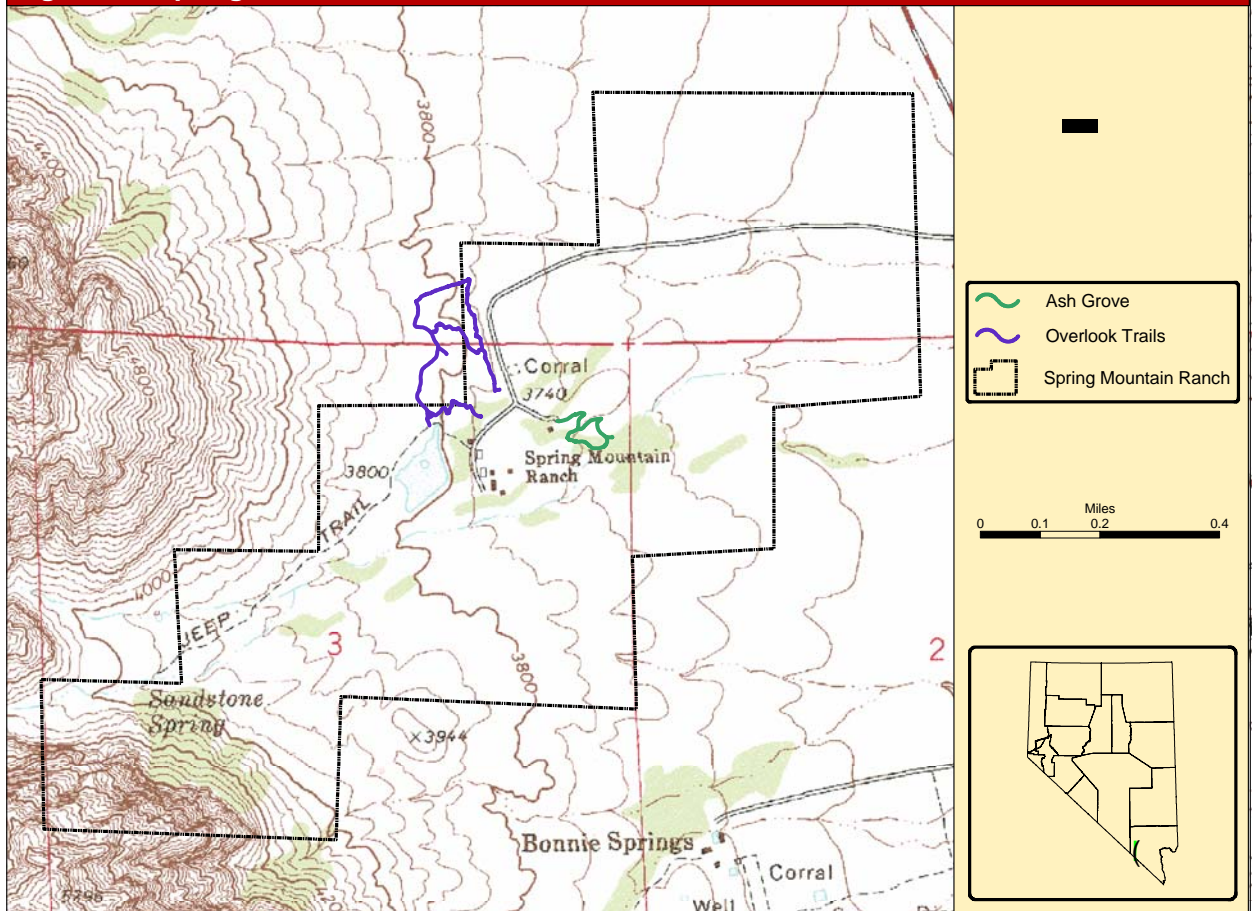 4400
3800
Ash Grove
Overlook Trails
Spring Mountain Ranch
Corral
3740
Spring Mountain
Ranch
3800
TRAIL
Miles
0 0.1 0.2 0.4
4000
JEEP
3
2
3800
Sandstone
Spring
×3944
Bonnie Springs
Corral
Well